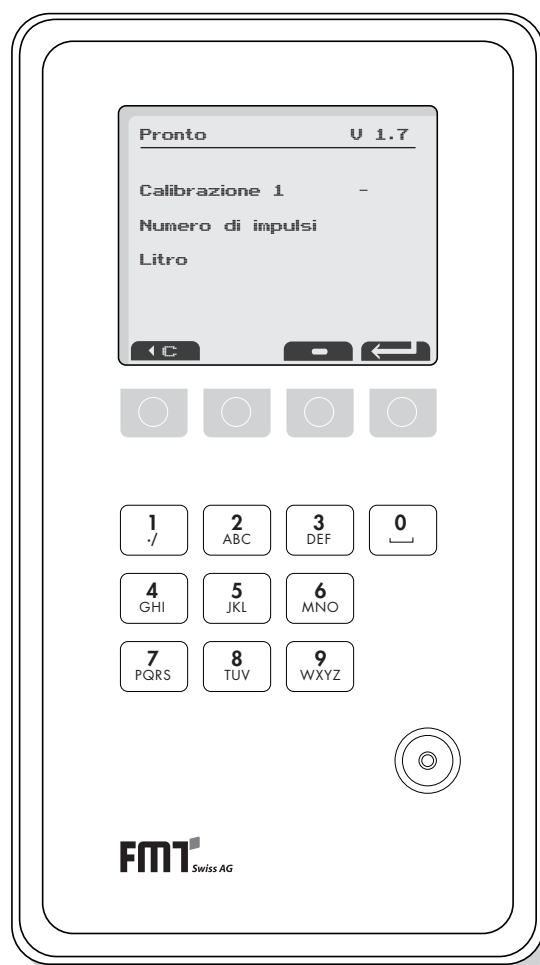 Pronto V 1.7
Calibrazione 1 -
Numero di impulsi
Litro
C
1 2 3 0
./ ABC DEF
4 5 6
GHI JKL MNO
7 8 9
PQRS TUV WXYZ
FMT Swiss AG